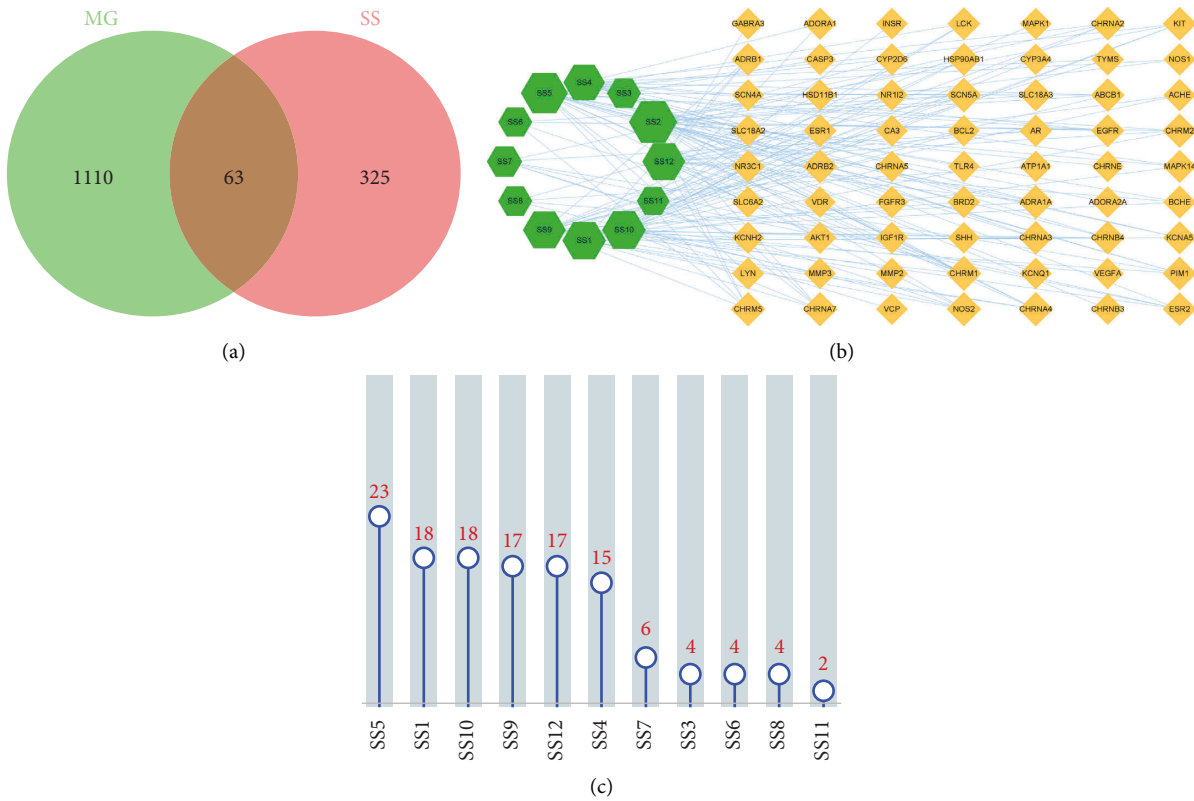 MG SS
1110 63 325
(a)
GABRA3 ADORA1 INSR LCK MAPK1 CHRNA2 KIT
ADRB1 CASP3 CYP2D6 HSP90AB1 CYP3A4 TYMS NOS1
SCN4A HSD11B1 NR1I2 SCN5A SLC18A3 ABCB1 ACHE
SLC18A2 ESR1 CA3 BCL2 AR EGFR CHRM2
NR3C1 ADRB2 CHRNA5 TLR4 ATP1A1 CHRNE MAPK14
SLC6A2 VDR FGFR3 BRD2 ADRA1A ADORA2A BCHE
KCNH2 AKT1 IGF1R SHH CHRNA3 CHRNB4 KCNA5
LYN MMP3 MMP2 CHRM1 KCNQ1 VEGFA PIM1
CHRM5 CHRNA7 VCP NOS2 CHRNA4 CHRNB3 ESR2
SS4
SS5 SS3
SS6 SS2
SS7 SS12
SS8 SS11
SS9 SS10
SS1
(b)
23 18 18 17 17 15 6 4 4 4 2
SS5 SS1 SS10 SS9 SS12 SS4 SS7 SS3 SS6 SS8 SS11
(c)